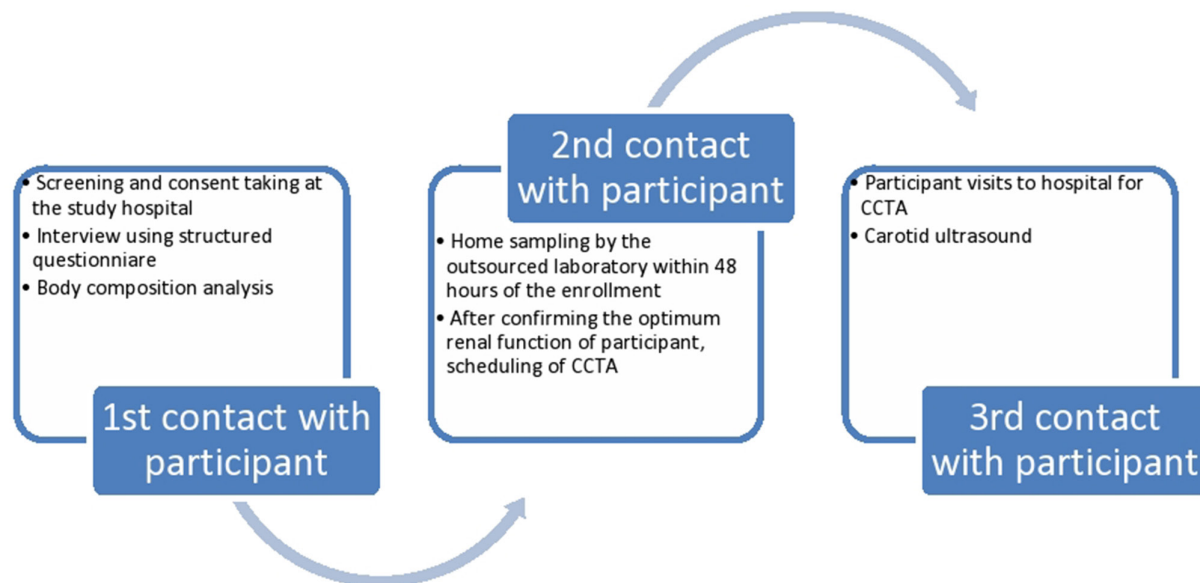 • Screening and consent taking at
the study hospital
• Interview using structured
questionniare
• Body composition analysis
1st contact with
participant
2nd contact
with participant
• Home sampling by the
outsourced laboratory within 48
hours of the enrollment
• After confirming the optimum
renal function of participant,
scheduling of CCTA
• Participant visits to hospital for
CCTA
• Carotid ultrasound
3rd contact
with participant